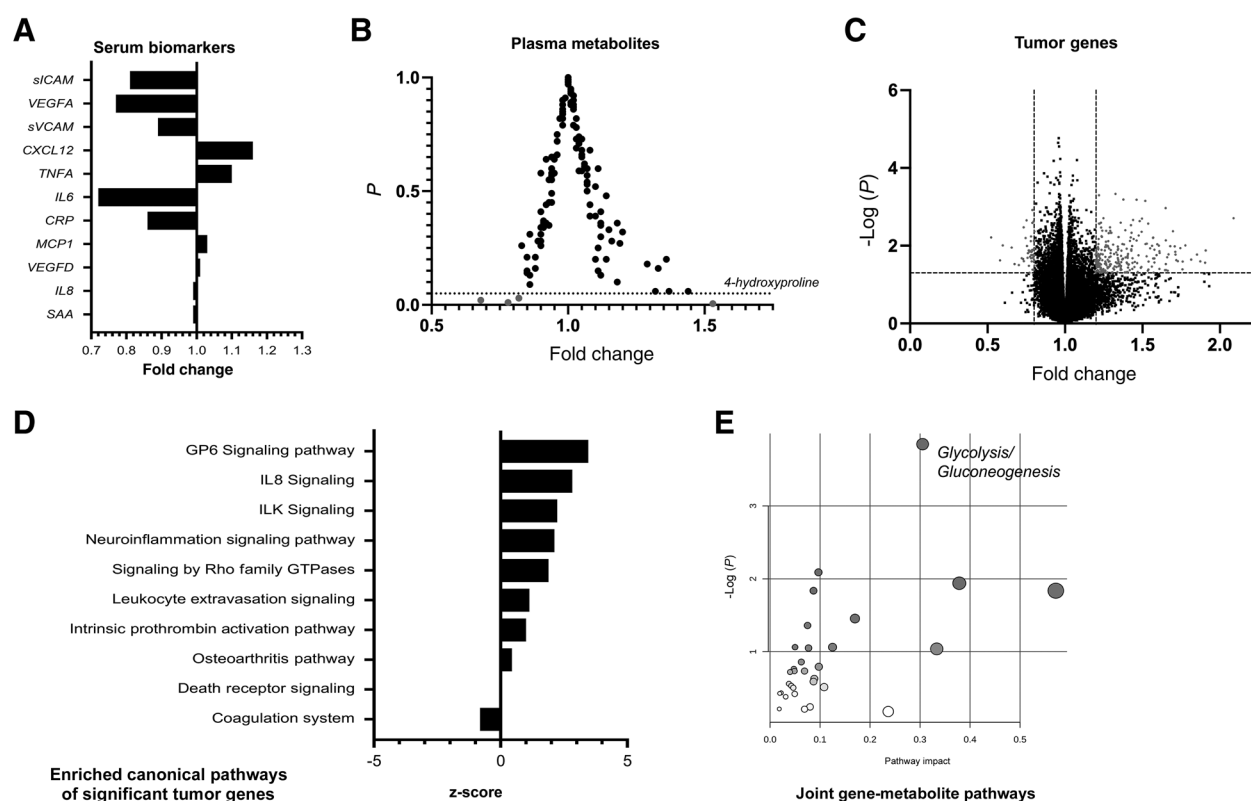 A
Serum biomarkers
sICAM
VEGFA
sVCAM
CXCL12
TNFA
IL6
CRP
MCP1
VEGFD
IL8
SAA
0.7 0.8 0.9 1.0 1.1 1.2 1.3
Fold change
B
Plasma metabolites
1.0
0.5
0.0
P
4-hydroxyproline
0.5 1.0 1.5
Fold change
C
Tumor genes
6
4
2
0
-Log (P)
0.0 0.5 1.0 1.5 2.0
Fold change
D
GP6 Signaling pathway
IL8 Signaling
ILK Signaling
Neuroinflammation signaling pathway
Signaling by Rho family GTPases
Leukocyte extravasation signaling
Intrinsic prothrombin activation pathway
Osteoarthritis pathway
Death receptor signaling
Coagulation system
-5 0 5
z-score
Enriched canonical pathways
of significant tumor genes
E
Glycolysis/
Gluconeogenesis
3
2
1
-Log (P)
0.0 0.1 0.2 0.3 0.4 0.5
Pathway impact
Joint gene-metabolite pathways